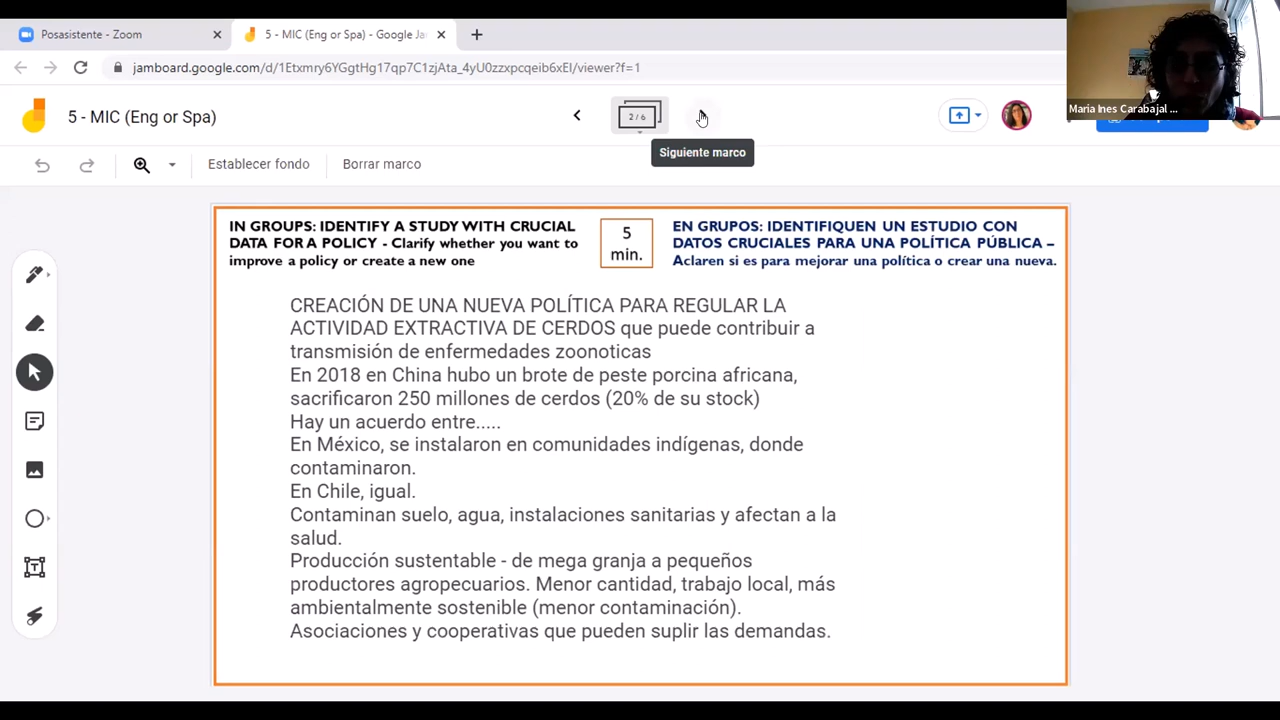 Posasistente - Zoom
5 - MIC (Eng or Spa) - Google Ja
jamboard.google.com/d/1Etxmry6YGgtHg17qp7C1zjAta_4yU0zzxpcqeib6xEI/viewer?f=1
Maria Ines Carabajal ...
5 - MIC (Eng or Spa)
2 / 6
Siguiente marco
Establecer fondo
Borrar marco
IN GROUPS: IDENTIFY A STUDY WITH CRUCIAL
DATA FOR A POLICY - Clarify whether you want to
improve a policy or create a new one
5
min.
EN GRUPOS: IDENTIFIQUEN UN ESTUDIO CON
DATOS CRUCIALES PARA UNA POLÍTICA PÚBLICA –
Aclaren si es para mejorar una política o crear una nueva.
CREACIÓN DE UNA NUEVA POLÍTICA PARA REGULAR LA
ACTIVIDAD EXTRACTIVA DE CERDOS que puede contribuir a
transmisión de enfermedades zoonoticas
En 2018 en China hubo un brote de peste porcina africana,
sacrificaron 250 millones de cerdos (20% de su stock)
Hay un acuerdo entre.....
En México, se instalaron en comunidades indígenas, donde
contaminaron.
En Chile, igual.
Contaminan suelo, agua, instalaciones sanitarias y afectan a la
salud.
Producción sustentable - de mega granja a pequeños
productores agropecuarios. Menor cantidad, trabajo local, más
ambientalmente sostenible (menor contaminación).
Asociaciones y cooperativas que pueden suplir las demandas.